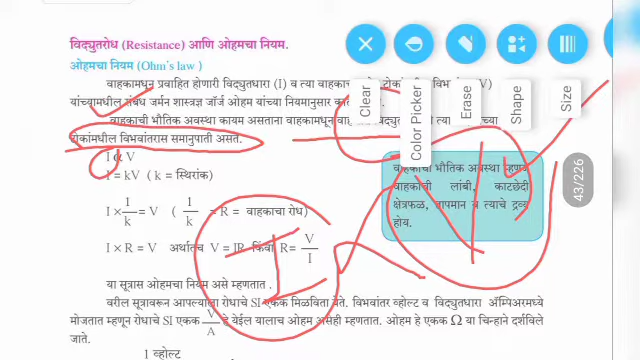 विद्युतरोध (Resistance) आणि ओहमचा नियम.
ओहमचा नियम (Ohm's law)
वाहकामधून प्रवाहित होणारी विद्युतधारा (I) व त्या वाहकाच्या
यांच्यामधील संबंध जर्मन शास्त्रज्ञ जॉर्ज ओहम यांच्या नियमानुसार
वाहकाची भौतिक अवस्था कायम असताना वाहकामधून त्या च्या
टोकांमधील विभवांतरास समानुपाती असते.
I α V
I = kV ( k = स्थिरांक)
I × 1/k = V ( 1/k = R = वाहकाचा रोध)
I × R = V अर्थातच V = IR किंवा R = V/I
या सूत्रास ओहमचा नियम असे म्हणतात .
वरील सूत्रावरून आपल्याला रोधाचे SI एकक मिळविता येते. विभवांतर व्होल्ट व विद्युतधारा अँम्पिअरमध्ये
मोजतात म्हणून रोधाचे SI एकक V/A हे येईल यालाच ओहम असेही म्हणतात. ओहम हे एकक Ω या चिन्हाने दर्शविले
जाते.
1 व्होल्ट
वाहकाची भौतिक अवस्था म्हणजे
वाहकाची लांबी, काटछेदी
क्षेत्रफळ, तापमान व त्याचे द्रव्य
होय.
Clear
Color Picker
Erase
Shape
Size
43/226
I
V